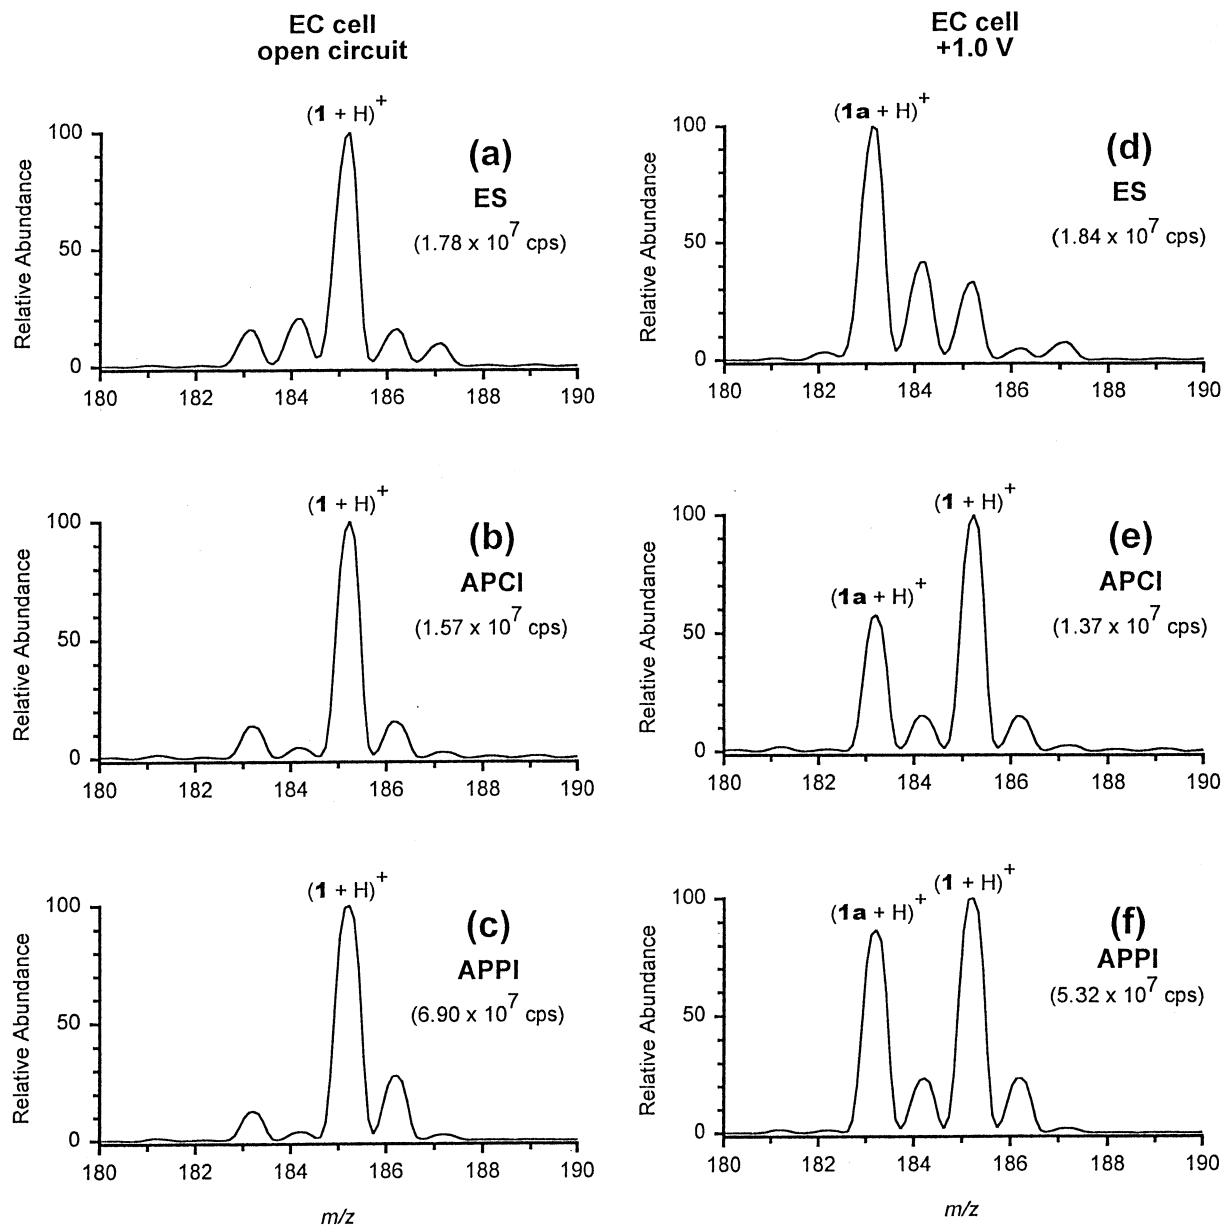 EC cell
open circuit
EC cell
+1.0 V
(1 + H)+
(a)
ES
(1.78 x 10^7 cps)
Relative Abundance
100
50
0
180 182 184 186 188 190
(1a + H)+
(d)
ES
(1.84 x 10^7 cps)
Relative Abundance
100
50
0
180 182 184 186 188 190
(1 + H)+
(b)
APCI
(1.57 x 10^7 cps)
Relative Abundance
100
50
0
180 182 184 186 188 190
(1 + H)+
(1a + H)+
(e)
APCI
(1.37 x 10^7 cps)
Relative Abundance
100
50
0
180 182 184 186 188 190
(1 + H)+
(c)
APPI
(6.90 x 10^7 cps)
Relative Abundance
100
50
0
180 182 184 186 188 190
m/z
(1 + H)+
(1a + H)+
(f)
APPI
(5.32 x 10^7 cps)
Relative Abundance
100
50
0
180 182 184 186 188 190
m/z